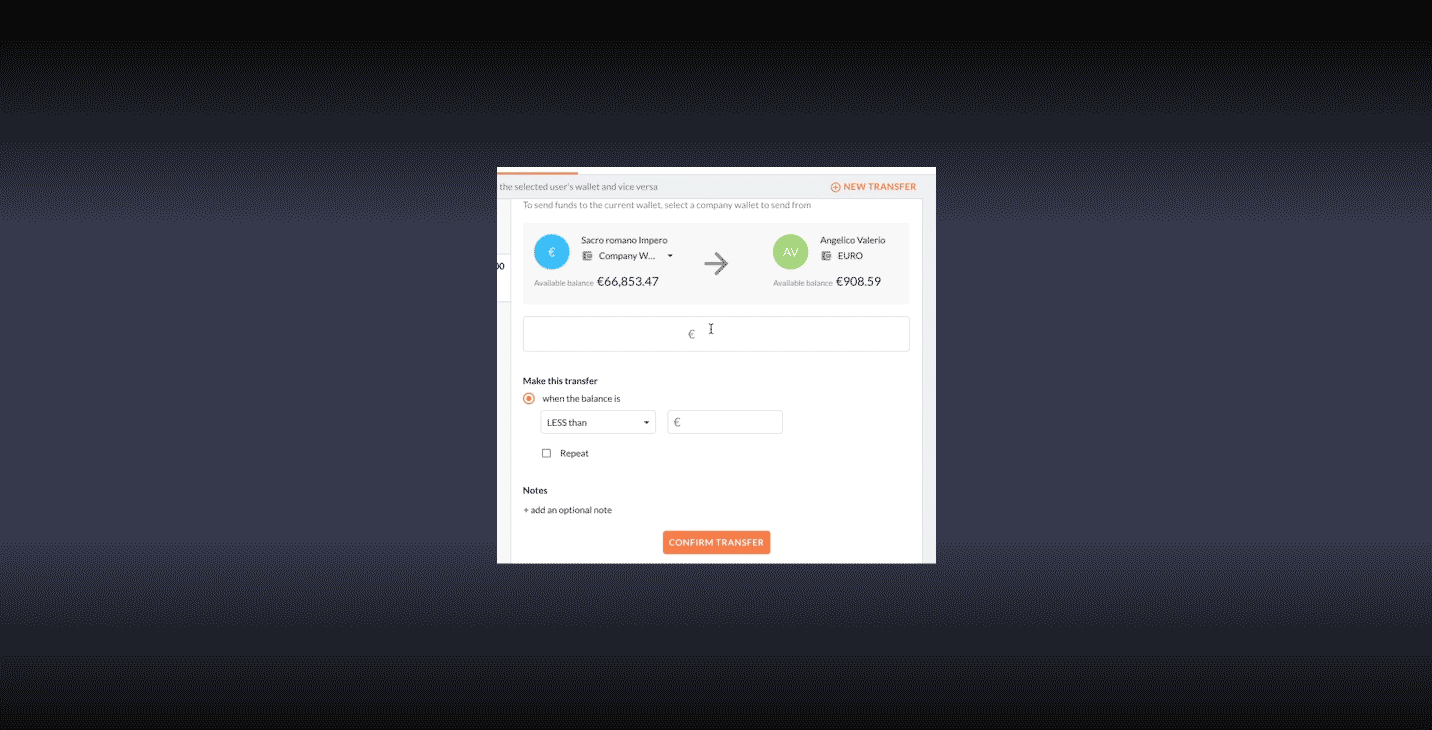 the selected user's wallet and vice versa
NEW TRANSFER
To send funds to the current wallet, select a company wallet to send from
€
Sacro romano Impero
Company W...
Available balance €66,853.47
AV
Angelico Valerio
EURO
Available balance €908.59
00
€
Make this transfer
when the balance is
LESS than
€
Repeat
Notes
+ add an optional note
CONFIRM TRANSFER